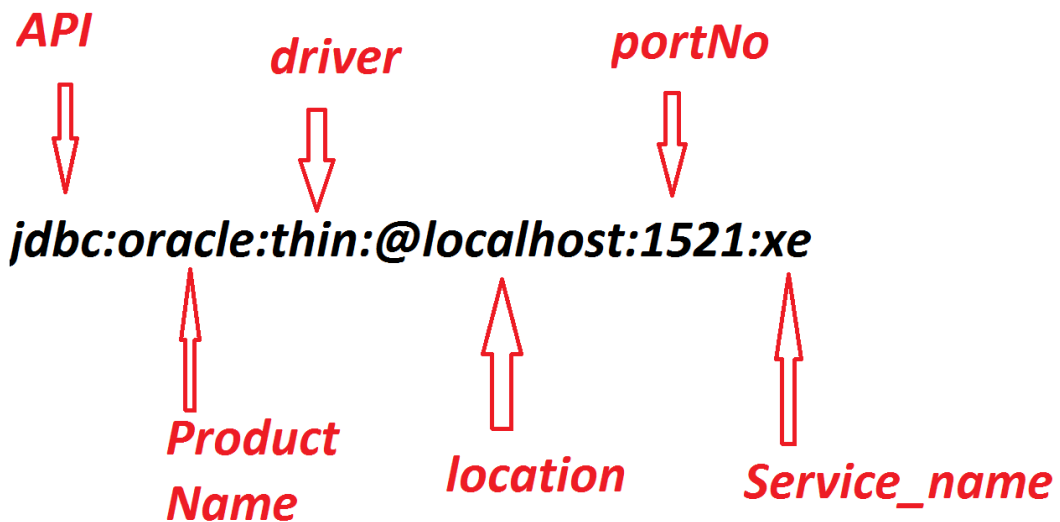 API
driver
portNo
jdbc:oracle:thin:@localhost:1521:xe
Product
Name
location
Service_name